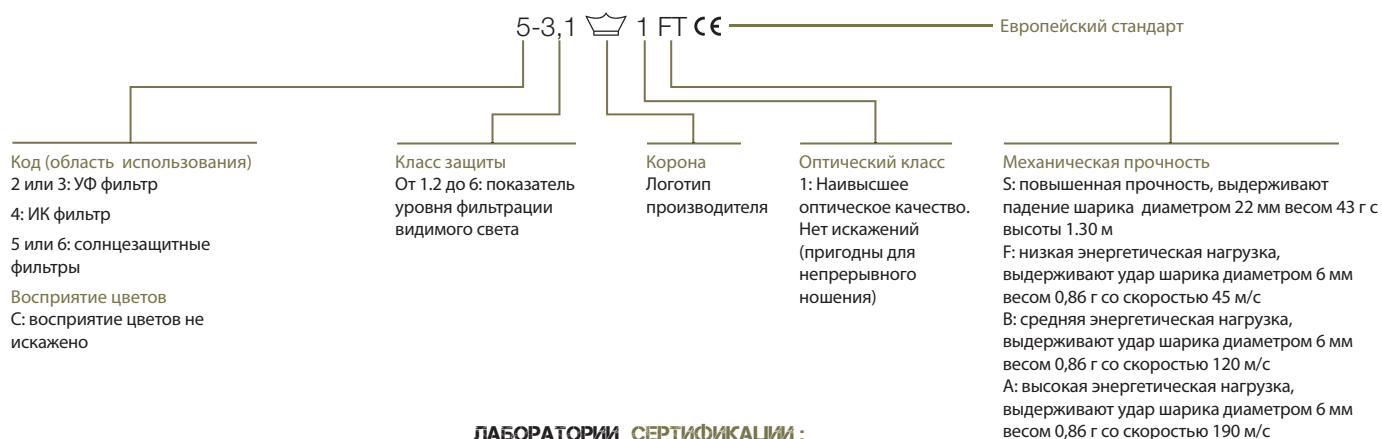 5-3,1 1 FT CE
Европейский стандарт
Код (область использования)
2 или 3: УФ фильтр
4: ИК фильтр
5 или 6: солнцезащитные
фильтры
Восприятие цветов
С: восприятие цветов не
искажено
Класс защиты
От 1.2 до 6: показатель
уровня фильтрации
видимого света
Корона
Логотип
производителя
Оптический класс
1: Наивысшее
оптическое качество.
Нет искажений
(пригодны для
непрерывного
ношения)
Механическая прочность
S: повышенная прочность, выдерживают
падение шарика диаметром 22 мм весом 43 г с
высоты 1.30 м
F: низкая энергетическая нагрузка,
выдерживают удар шарика диаметром 6 мм
весом 0,86 г со скоростью 45 м/с
B: средняя энергетическая нагрузка,
выдерживают удар шарика диаметром 6 мм
весом 0,86 г со скоростью 120 м/с
A: высокая энергетическая нагрузка,
выдерживают удар шарика диаметром 6 мм
весом 0,86 г со скоростью 190 м/с
ЛАБОРАТОРИИ СЕРТИФИКАЦИИ :